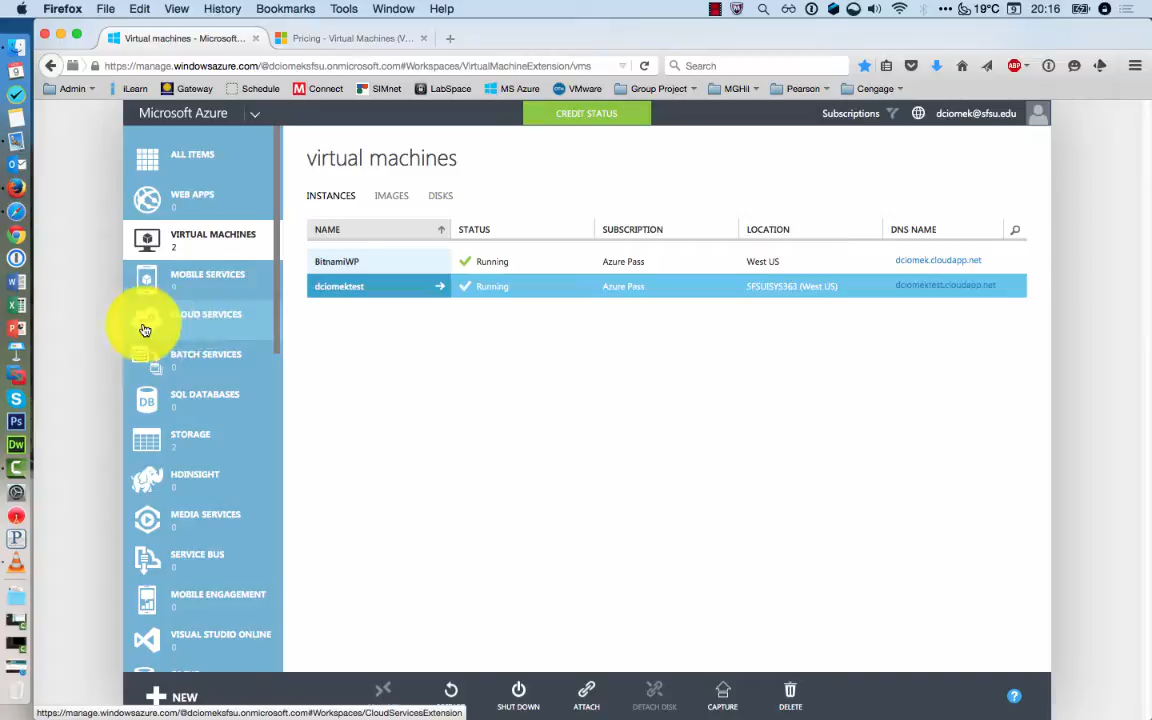 Firefox File Edit View History Bookmarks Tools Window Help 19°C 9 20:16
Virtual machines - Microsoft... Pricing - Virtual Machines (V...
https://manage.windowsazure.com/@dciomeksfsu.onmicrosoft.com#Workspaces/VirtualMachineExtension/vms Search
Admin iLearn Gateway Schedule Connect SIMnet LabSpace MS Azure VMware Group Project MGHII Pearson Cengage
Microsoft Azure CREDIT STATUS Subscriptions dciomek@sfsu.edu
virtual machines
INSTANCES IMAGES DISKS
NAME STATUS SUBSCRIPTION LOCATION DNS NAME
BitnamiWP Running Azure Pass West US dciomek.cloudapp.net
dciomektest Running Azure Pass SFSUISYS363 (West US) dciomektest.cloudapp.net
ALL ITEMS
WEB APPS
0
VIRTUAL MACHINES
2
MOBILE SERVICES
0
CLOUD SERVICES
BATCH SERVICES
0
DB
SQL DATABASES
0
STORAGE
2
HDINSIGHT
0
MEDIA SERVICES
0
SERVICE BUS
0
MOBILE ENGAGEMENT
0
VISUAL STUDIO ONLINE
0
NEW SHUT DOWN ATTACH DETACH DISK CAPTURE DELETE
https://manage.windowsazure.com/@dciomeksfsu.onmicrosoft.com#Workspaces/CloudServicesExtension